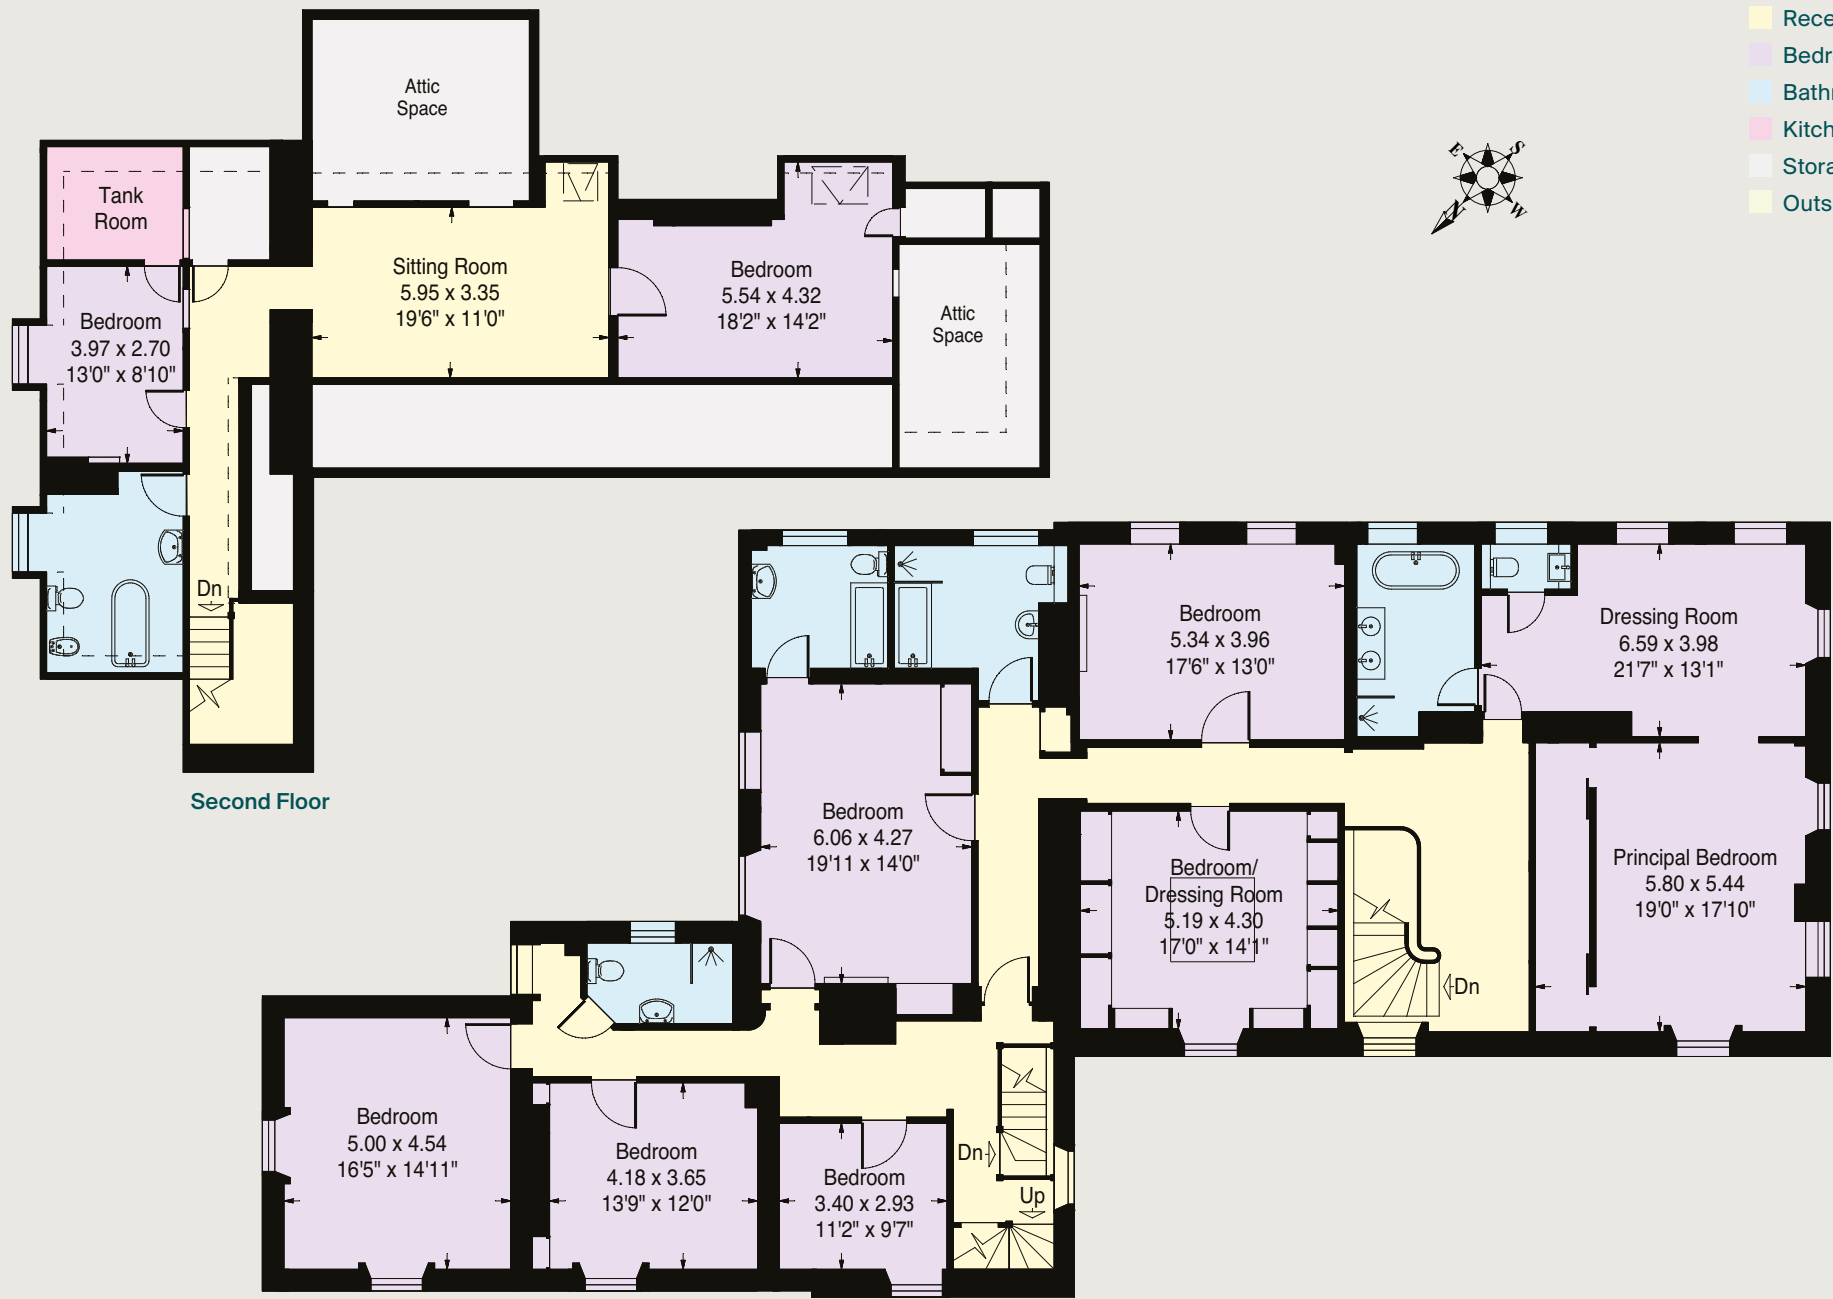 Rece
Bedr
Bath
Kitch
Stora
Outs
E
S
N
W
Attic
Space
Tank
Room
Sitting Room
5.95 x 3.35
19'6" x 11'0"
Bedroom
5.54 x 4.32
18'2" x 14'2"
Attic
Space
Bedroom
3.97 x 2.70
13'0" x 8'10"
Dn
Second Floor
Bedroom
5.34 x 3.96
17'6" x 13'0"
Dressing Room
6.59 x 3.98
21'7" x 13'1"
Bedroom
6.06 x 4.27
19'11 x 14'0"
Bedroom/
Dressing Room
5.19 x 4.30
17'0" x 14'1"
Principal Bedroom
5.80 x 5.44
19'0" x 17'10"
Dn
Bedroom
5.00 x 4.54
16'5" x 14'11"
Bedroom
4.18 x 3.65
13'9" x 12'0"
Bedroom
3.40 x 2.93
11'2" x 9'7"
Dn
Up